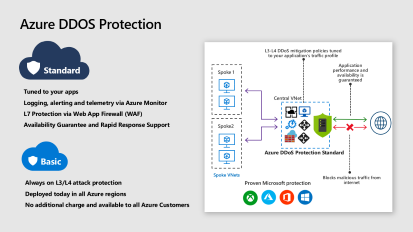 Azure DDOS Protection
Standard
Tuned to your apps
Logging, alerting and telemetry via Azure Monitor
L7 Protection via Web App Firewall (WAF)
Availability Guarantee and Rapid Response Support
Basic
Always on L3/L4 attack protection
Deployed today in all Azure regions
No additional charge and available to all Azure Customers
L3-L4 DDoS mitigation policies tuned
to your application's traffic profile
Application
performance and
availability is
guaranteed
Spoke 1
Central VNet
Spoke2
Azure DDoS Protection Standard
Spoke VNets
Blocks malicious traffic from
internet
Proven Microsoft protection